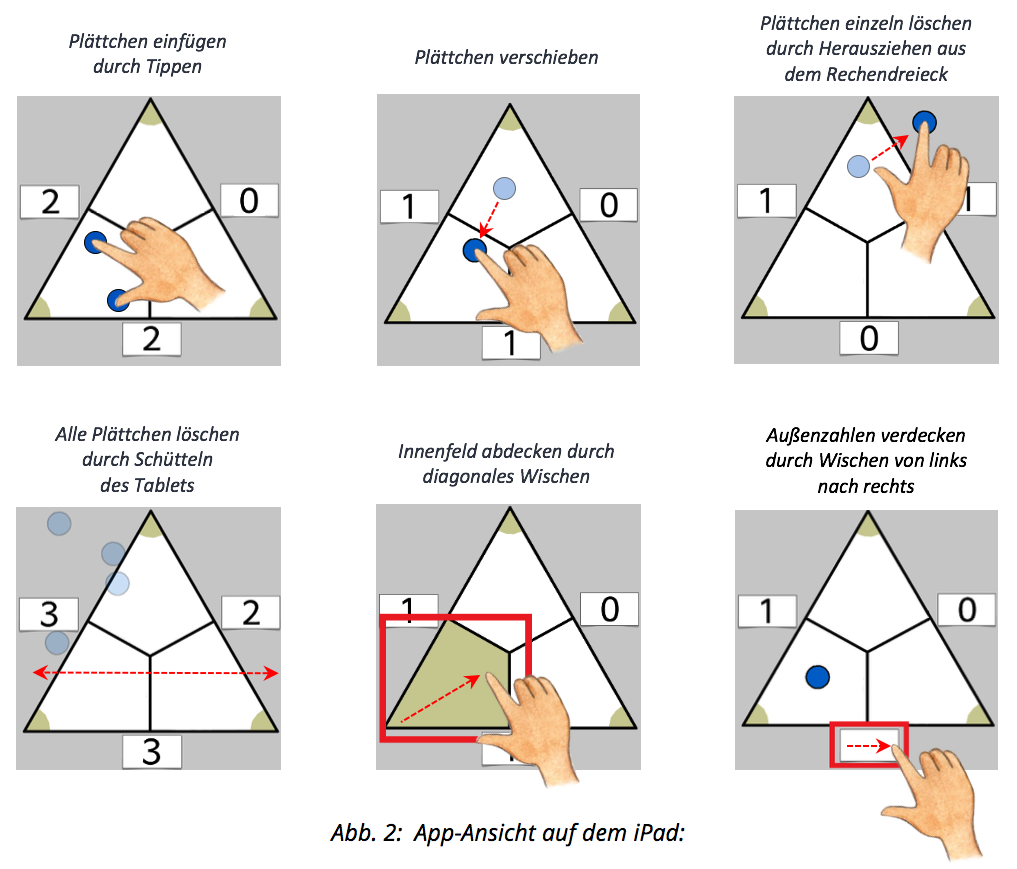 Plättchen einfügen
durch Tippen
Plättchen verschieben
Plättchen einzeln löschen
durch Herausziehen aus
dem Rechendreieck
2
0
2
1
0
1
1
1
0
Alle Plättchen löschen
durch Schütteln
des Tablets
Innenfeld abdecken durch
diagonales Wischen
Außenzahlen verdecken
durch Wischen von links
nach rechts
3
2
3
1
0
1
1
0
Abb. 2: App-Ansicht auf dem iPad: